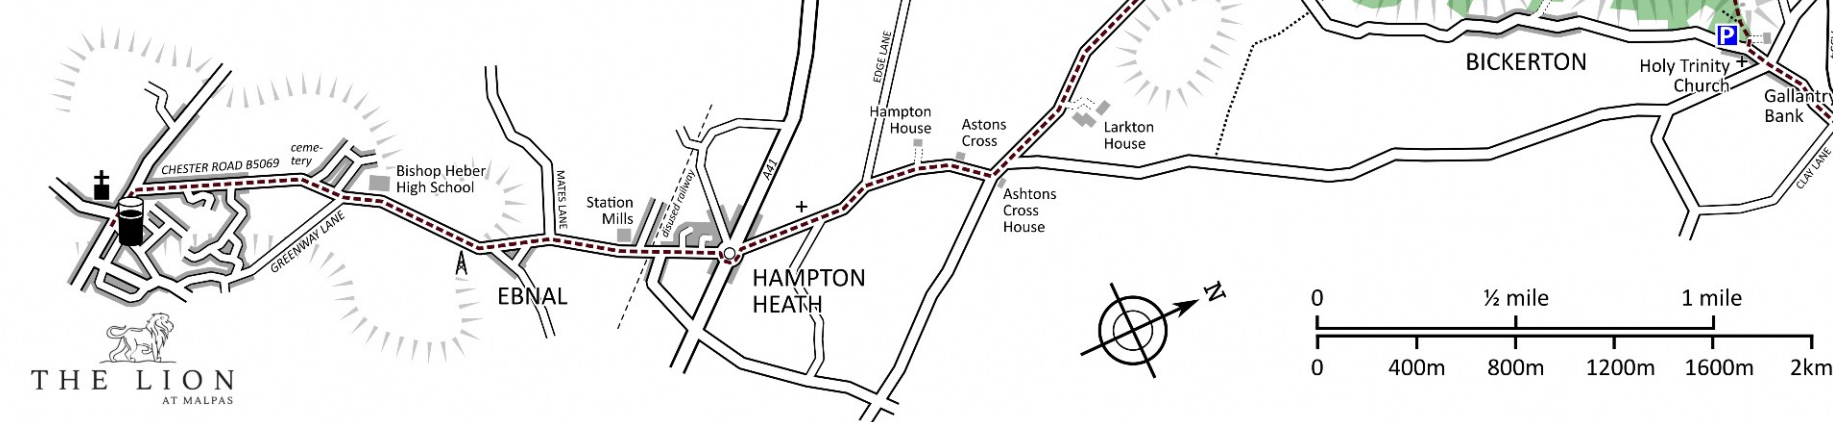 EDGE LANE
P
BICKERTON
Holy Trinity
Church
Gallantry
Bank
CLAY LANE
Hampton
House
Astons
Cross
Larkton
House
CHESTER ROAD B5069
ceme-
tery
Bishop Heber
High School
MATES LANE
Station
Mills
disused railway
A41
Ashtons
Cross
House
GREENWAY LANE
EBNAL
HAMPTON
HEATH
N
0
½ mile
1 mile
0
400m
800m
1200m
1600m
2km
THE LION
AT MALPAS